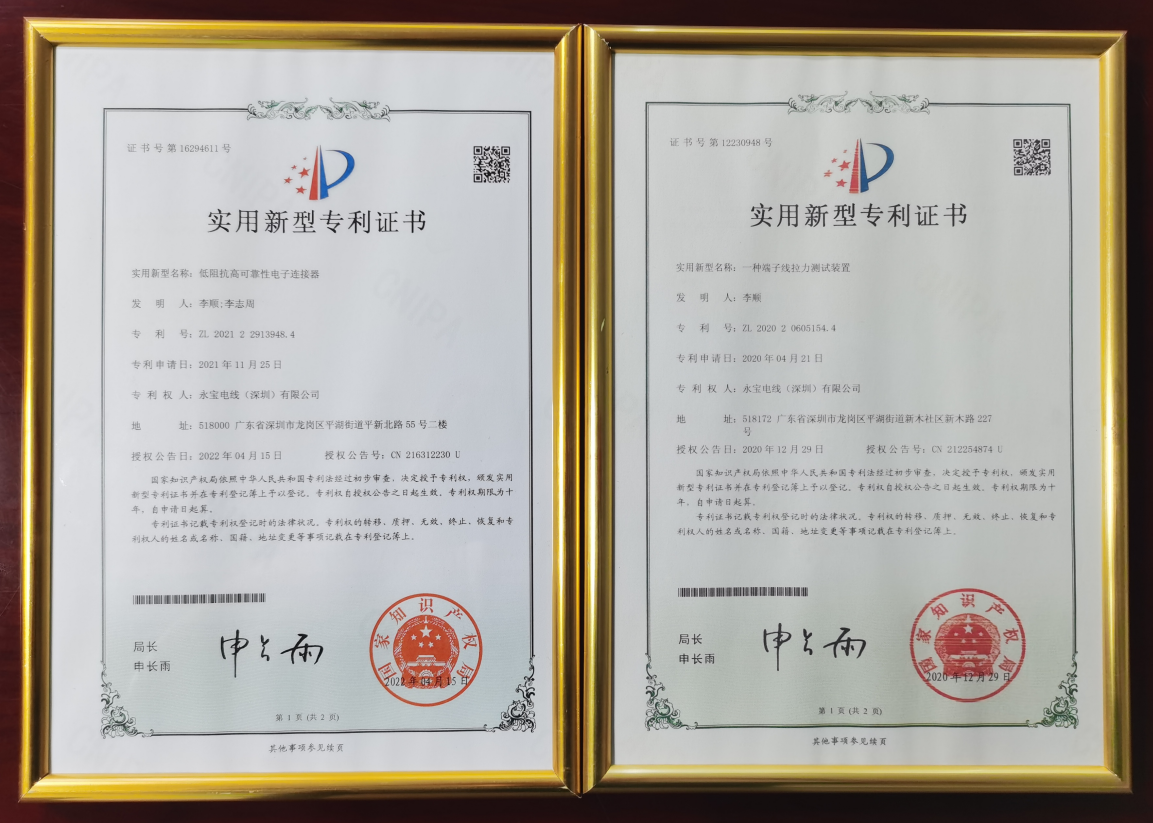 证书号第16294611号
实用新型专利证书
实用新型名称：低阻抗高可靠性电子连接器
发 明 人：李顺;李志周
专 利 号：ZL 2021 2 2913948.4
专利申请日：2021年11月25日
专 利 权 人：永宝电线（深圳）有限公司
地 址：518000 广东省深圳市龙岗区平湖街道平新北路55号二楼
授权公告日：2022年04月15日 授权公告号：CN 216312230 U
国家知识产权局依照中华人民共和国专利法经过初步审查，决定授予专利权，颁发实用
新型专利证书并在专利登记簿上予以登记。专利权自授权公告之日起生效。专利权期限为十
年，自申请日起算。
专利证书记载专利权登记时的法律状况。专利权的转移、质押、无效、终止、恢复和专
利权人的姓名或名称、国籍、地址变更等事项记载在专利登记簿上。
局长
申长雨
申长雨
国家知识产权局
2022年04月15日
第 1 页 (共 2 页)
其他事项参见续页
证书号第12230948号
实用新型专利证书
实用新型名称：一种端子线拉力测试装置
发 明 人：李顺
专 利 号：ZL 2020 2 0605154.4
专利申请日：2020年04月21日
专 利 权 人：永宝电线（深圳）有限公司
地 址：518172 广东省深圳市龙岗区平湖街道新木社区新木路227
号
授权公告日：2020年12月29日 授权公告号：CN 212254874 U
国家知识产权局依照中华人民共和国专利法经过初步审查，决定授予专利权，颁发实用
新型专利证书并在专利登记簿上予以登记。专利权自授权公告之日起生效。专利权期限为十
年，自申请日起算。
专利证书记载专利权登记时的法律状况。专利权的转移、质押、无效、终止、恢复和专
利权人的姓名或名称、国籍、地址变更等事项记载在专利登记簿上。
局长
申长雨
申长雨
国家知识产权局
2020年12月29日
第 1 页 (共 2 页)
其他事项参见续页